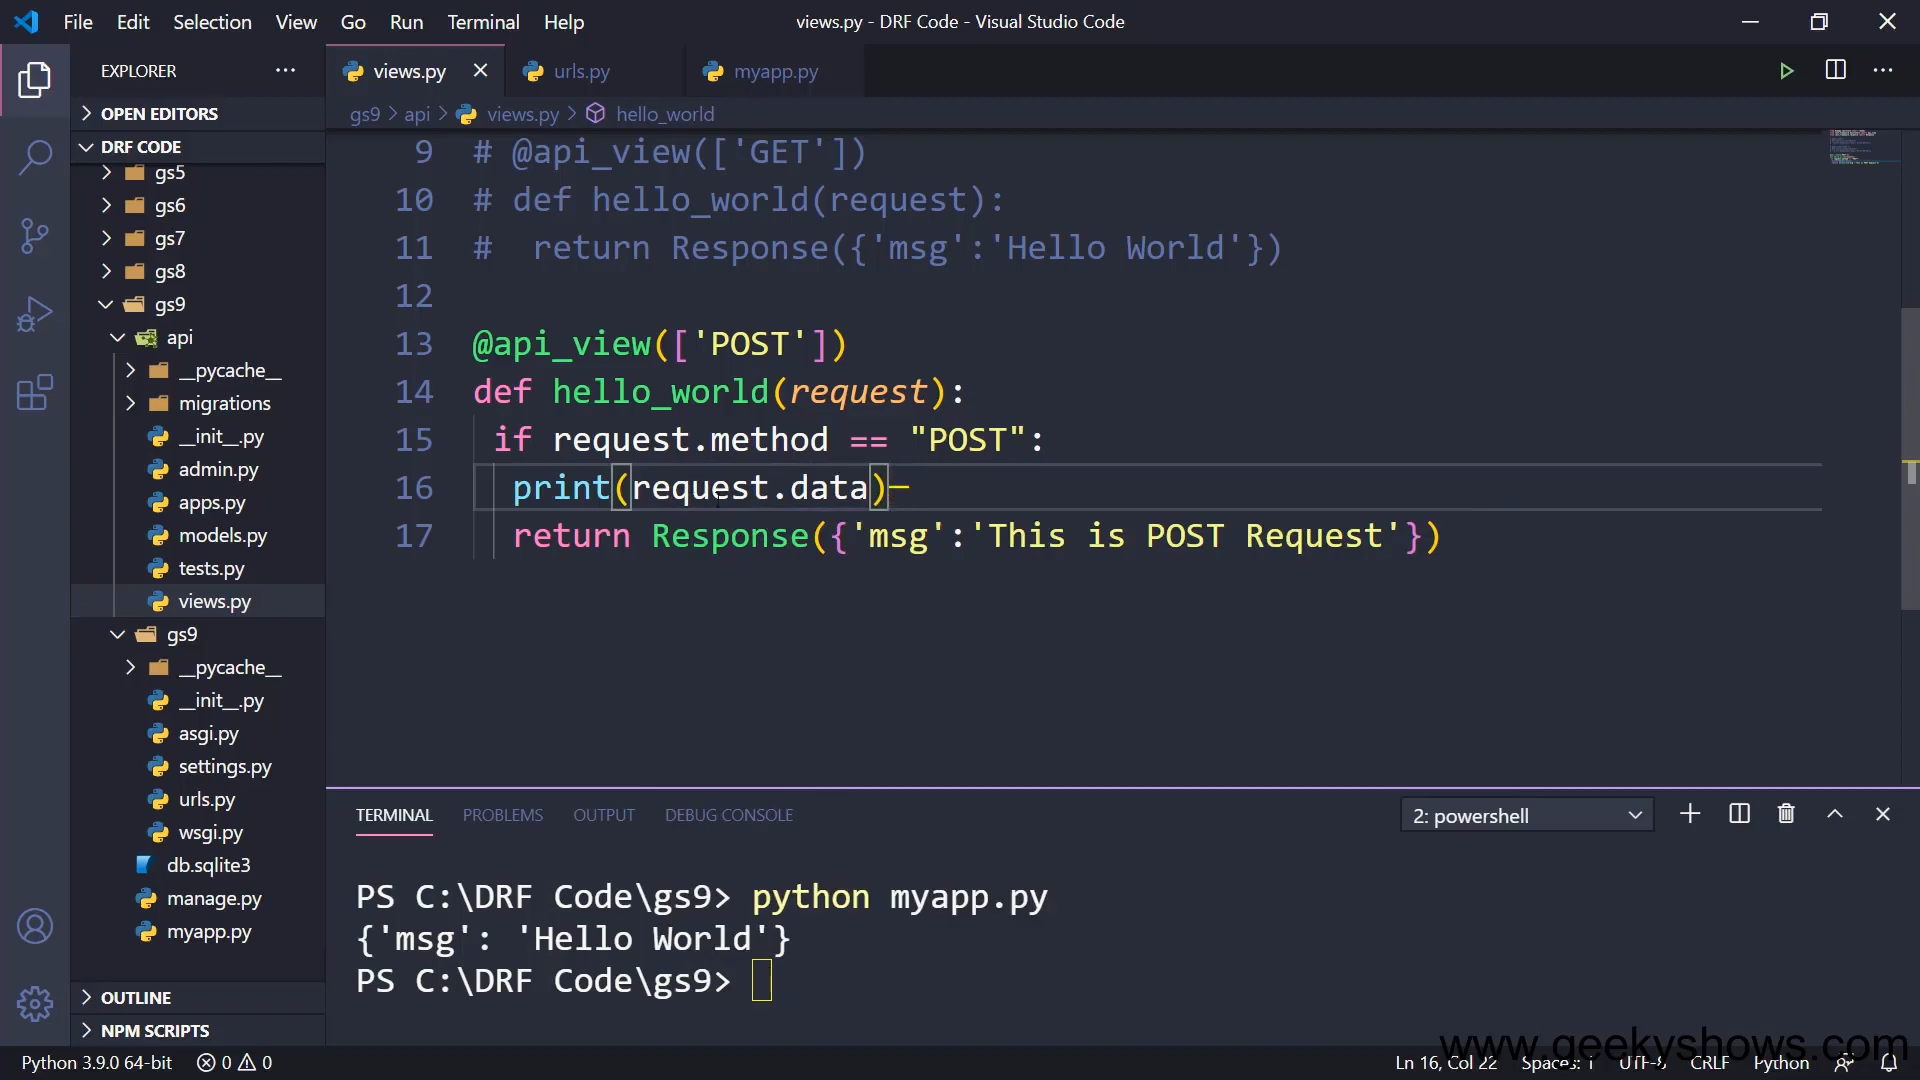 File Edit Selection View Go Run Terminal Help
views.py - DRF Code - Visual Studio Code
EXPLORER
OPEN EDITORS
DRF CODE
gs5
gs6
gs7
gs8
gs9
api
__pycache__
migrations
__init__.py
admin.py
apps.py
models.py
tests.py
views.py
gs9
__pycache__
__init__.py
asgi.py
settings.py
urls.py
wsgi.py
db.sqlite3
manage.py
myapp.py
OUTLINE
NPM SCRIPTS
views.py urls.py myapp.py
gs9 > api > views.py > hello_world
9 # @api_view(['GET'])
10 # def hello_world(request):
11 #  return Response({'msg':'Hello World'})
12
13 @api_view(['POST'])
14 def hello_world(request):
15  if request.method == "POST":
16   print(request.data)
17   return Response({'msg':'This is POST Request'})
TERMINAL PROBLEMS OUTPUT DEBUG CONSOLE
2: powershell
PS C:\DRF Code\gs9> python myapp.py
{'msg': 'Hello World'}
PS C:\DRF Code\gs9>
www.geekyshows.com
Python 3.9.0 64-bit 0 0 Ln 16, Col 22 Spaces: 1 UTF-8 CRLF Python